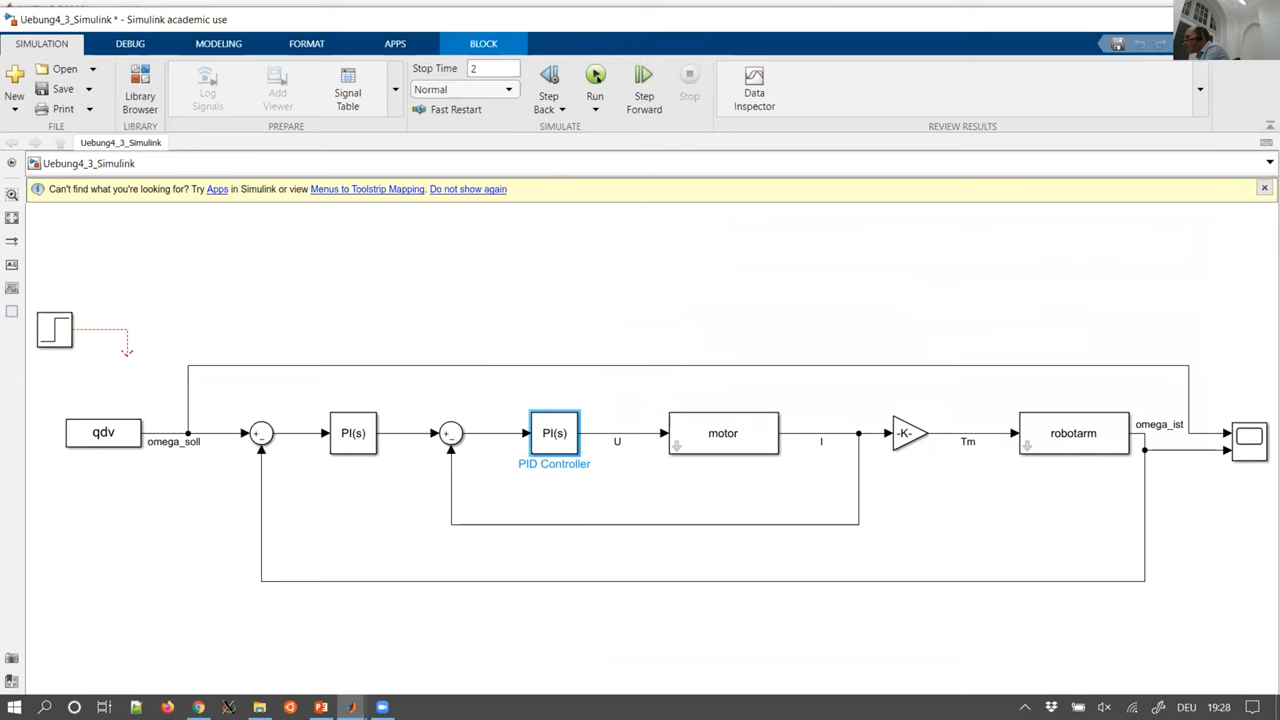 Uebung4_3_Simulink * - Simulink academic use
SIMULATION DEBUG MODELING FORMAT APPS BLOCK
New
Open
Save
Print
FILE
Library
Browser
LIBRARY
Log
Signals
Add
Viewer
Signal
Table
PREPARE
Stop Time 2
Normal
Fast Restart
Step
Back
Run
Step
Forward
Stop
SIMULATE
Data
Inspector
REVIEW RESULTS
Uebung4_3_Simulink
Uebung4_3_Simulink
Can't find what you're looking for? Try Apps in Simulink or view Menus to Toolstrip Mapping. Do not show again
qdv
omega_soll
+
_
PI(s)
+
_
PI(s)
PID Controller
U
motor
I
-K-
Tm
robotarm
omega_ist
DEU 19:28